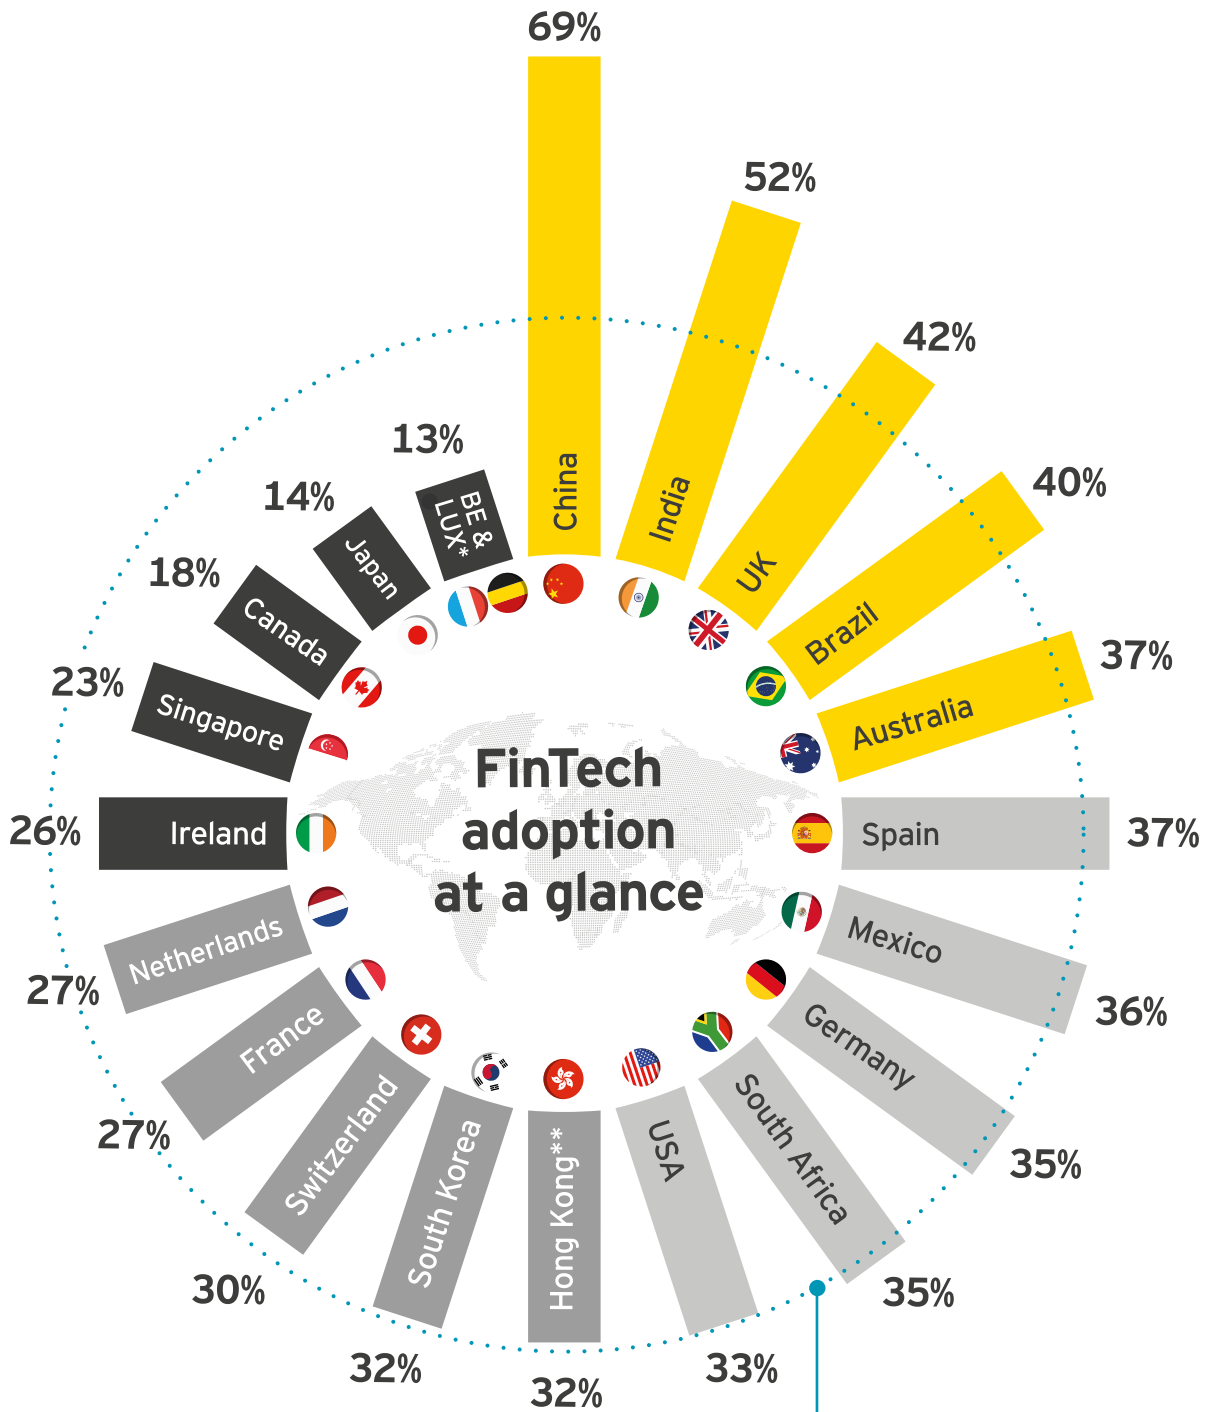 69%
China
52%
India
42%
UK
40%
Brazil
37%
Australia
37%
Spain
36%
Mexico
35%
Germany
35%
South Africa
33%
USA
32%
Hong Kong**
32%
South Korea
30%
Switzerland
27%
France
27%
Netherlands
26%
Ireland
23%
Singapore
18%
Canada
14%
Japan
13%
BE &
LUX*
FinTech
adoption
at a glance